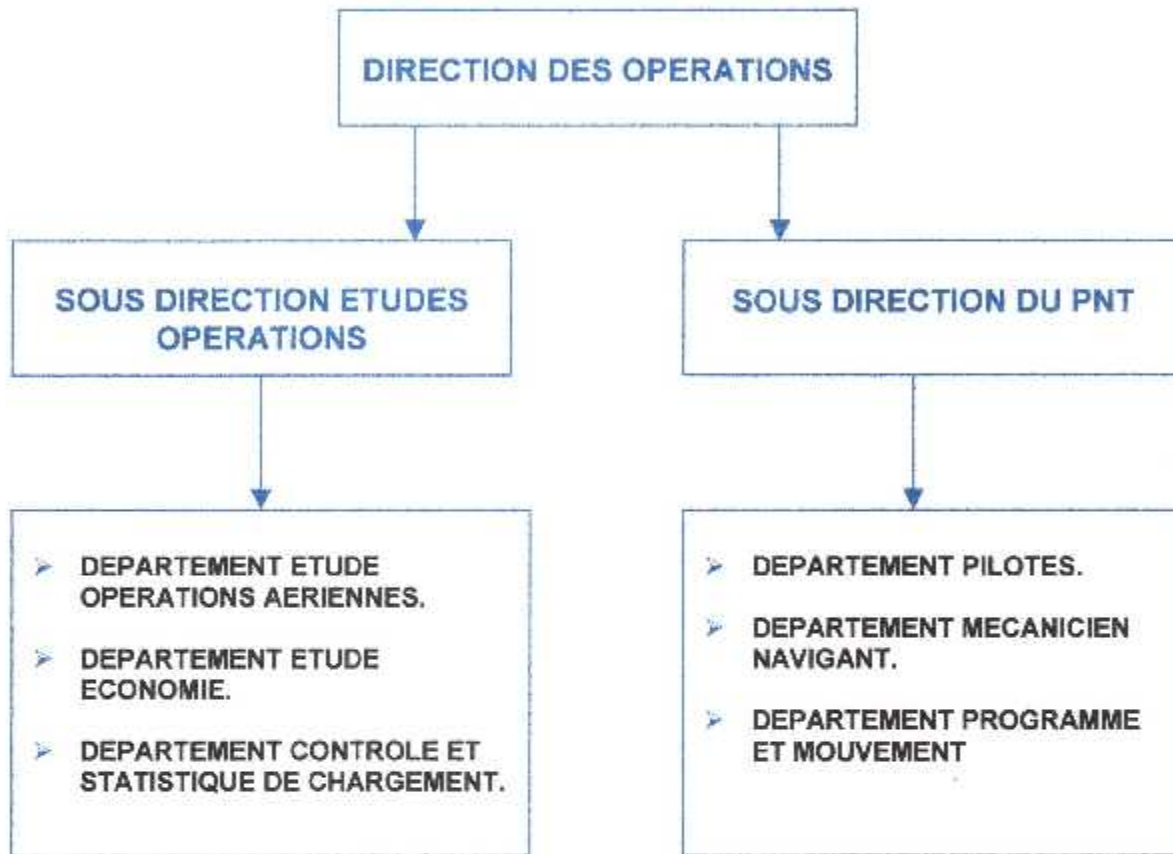 DIRECTION DES OPERATIONS
SOUS DIRECTION ETUDES
OPERATIONS
SOUS DIRECTION DU PNT
➢ DEPARTEMENT ETUDE
OPERATIONS AERIENNES.
➢ DEPARTEMENT ETUDE
ECONOMIE.
➢ DEPARTEMENT CONTROLE ET
STATISTIQUE DE CHARGEMENT.
➢ DEPARTEMENT PILOTES.
➢ DEPARTEMENT MECANICIEN
NAVIGANT.
➢ DEPARTEMENT PROGRAMME
ET MOUVEMENT